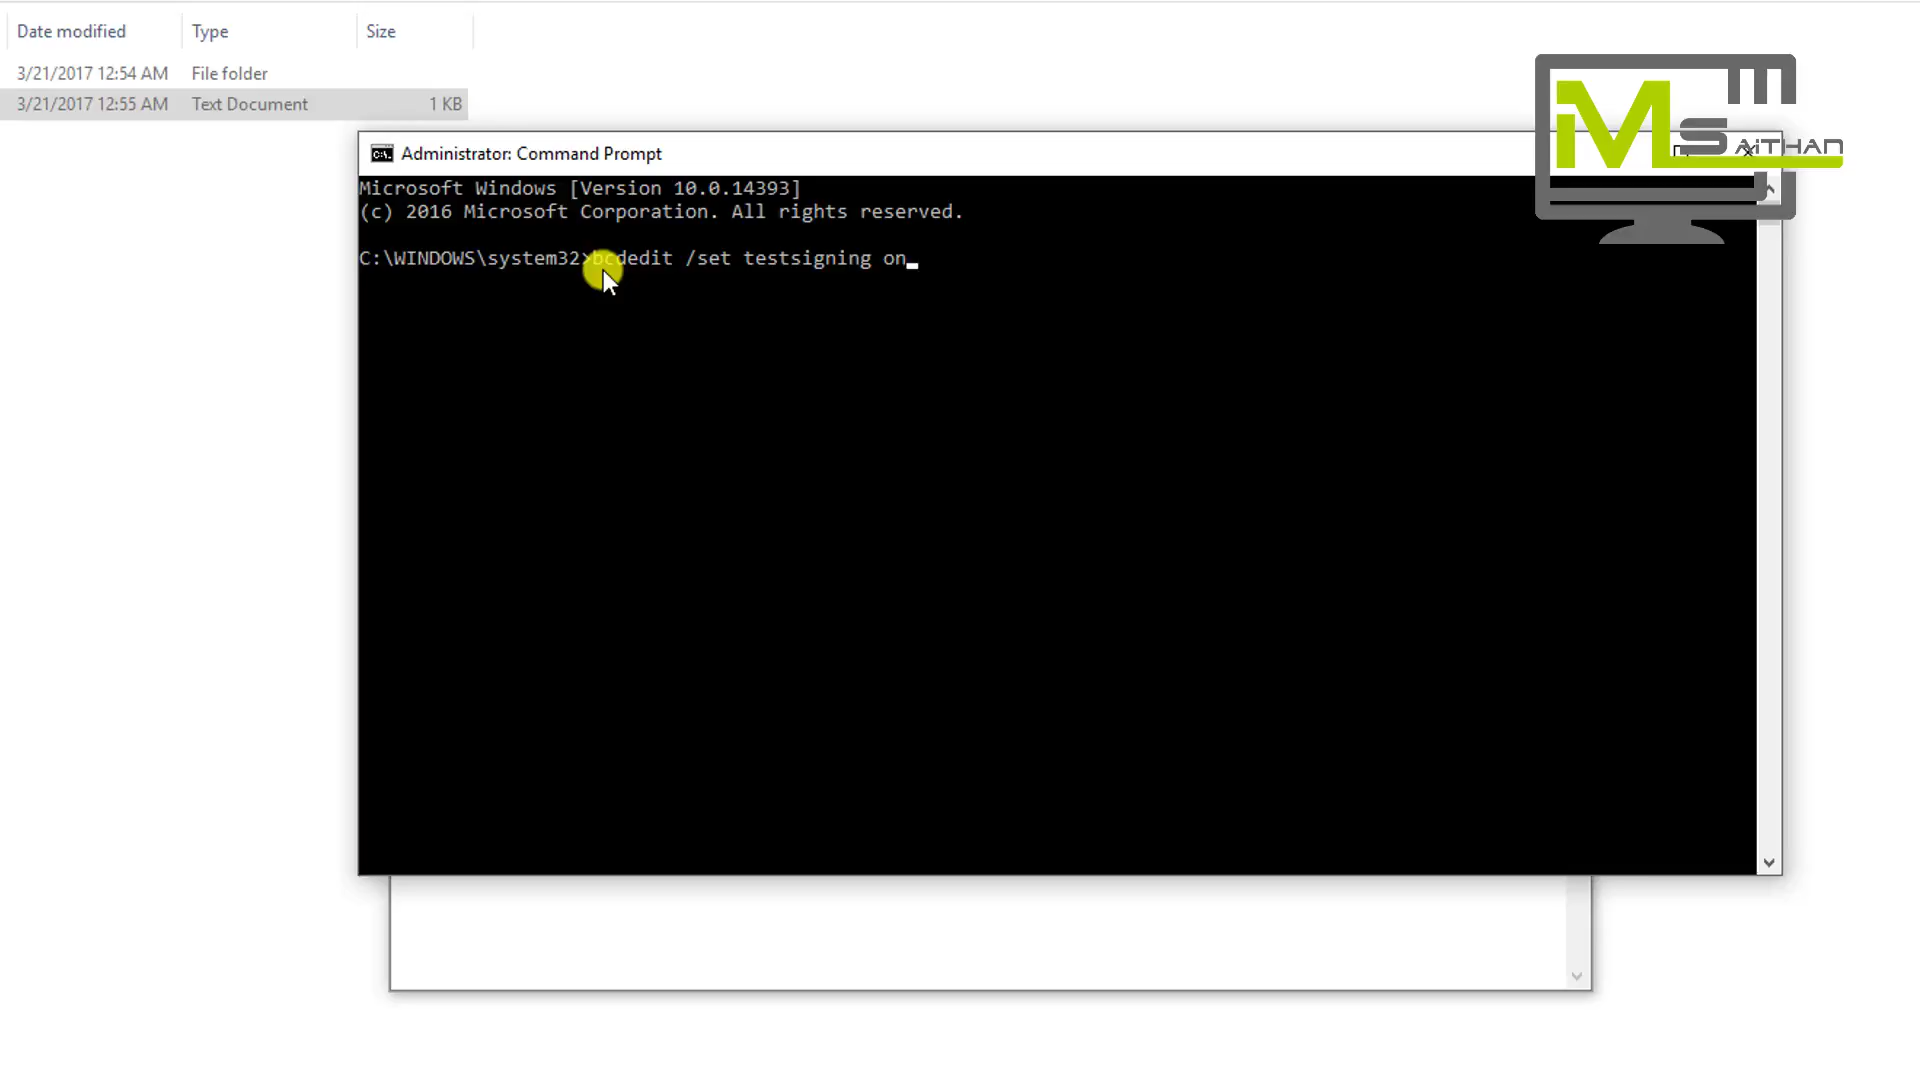 Date modified Type Size
3/21/2017 12:54 AM File folder
3/21/2017 12:55 AM Text Document 1 KB
iMSAiTHAN
Administrator: Command Prompt
Microsoft Windows [Version 10.0.14393]
(c) 2016 Microsoft Corporation. All rights reserved.
C:\WINDOWS\system32>bcdedit /set testsigning on